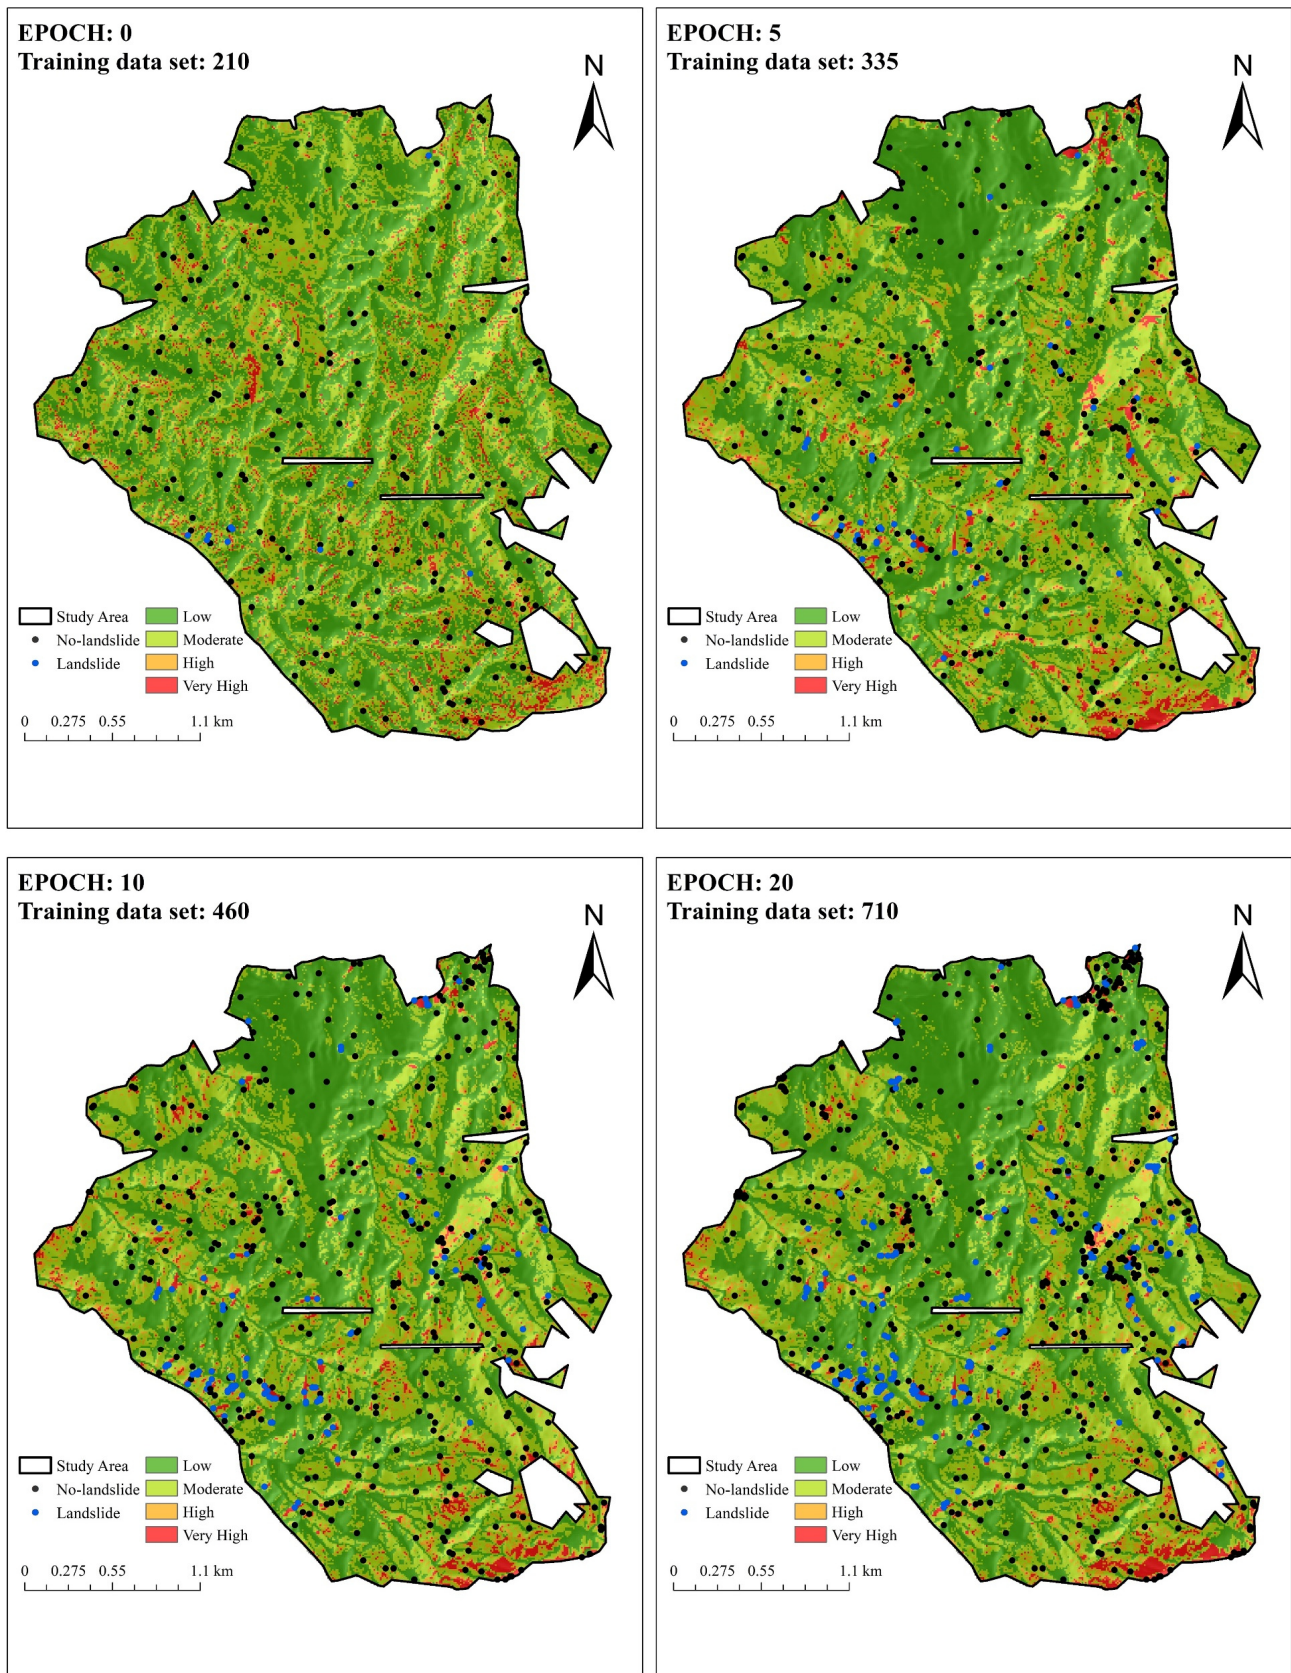 EPOCH: 0
Training data set: 210
N
Study Area
Low
No-landslide
Moderate
Landslide
High
Very High
0 0.275 0.55 1.1 km
EPOCH: 5
Training data set: 335
N
Study Area
Low
No-landslide
Moderate
Landslide
High
Very High
0 0.275 0.55 1.1 km
EPOCH: 10
Training data set: 460
N
Study Area
Low
No-landslide
Moderate
Landslide
High
Very High
0 0.275 0.55 1.1 km
EPOCH: 20
Training data set: 710
N
Study Area
Low
No-landslide
Moderate
Landslide
High
Very High
0 0.275 0.55 1.1 km